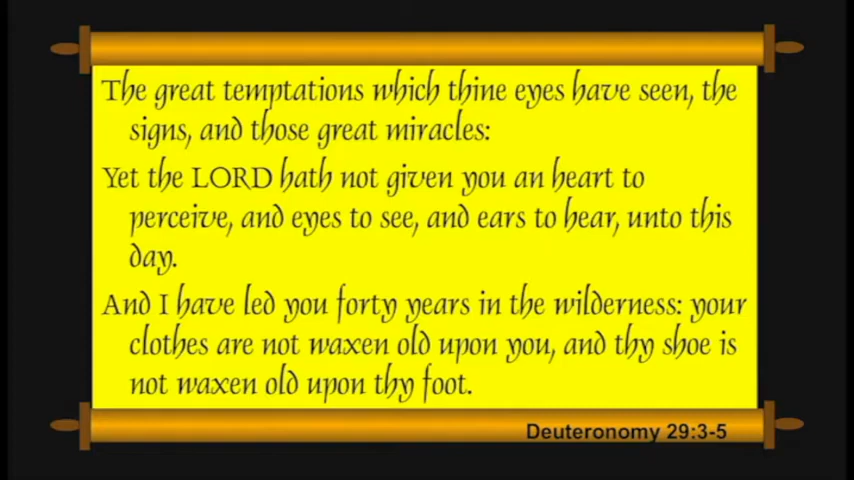 The great temptations which thine eyes have seen, the
signs, and those great miracles:
Yet the LORD hath not given you an heart to
perceive, and eyes to see, and ears to hear, unto this
day.
And I have led you forty years in the wilderness: your
clothes are not waxen old upon you, and thy shoe is
not waxen old upon thy foot.
Deuteronomy 29:3-5